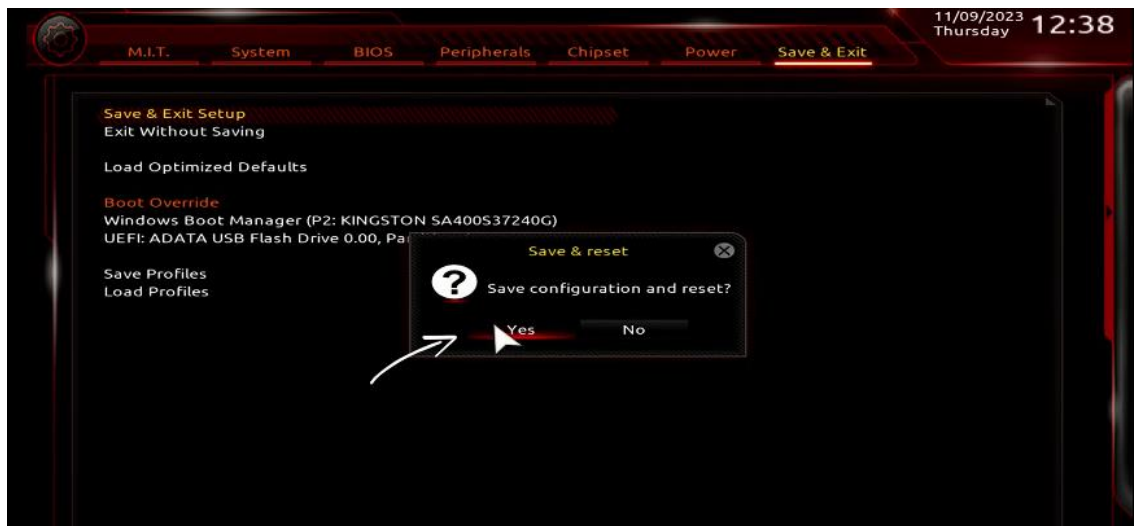 11/09/2023
Thursday
12:38
M.I.T. System BIOS Peripherals Chipset Power Save & Exit
Save & Exit Setup
Exit Without Saving
Load Optimized Defaults
Boot Override
Windows Boot Manager (P2: KINGSTON SA400S37240G)
UEFI: ADATA USB Flash Drive 0.00, Par
Save Profiles
Load Profiles
Save & reset
Save configuration and reset?
Yes No